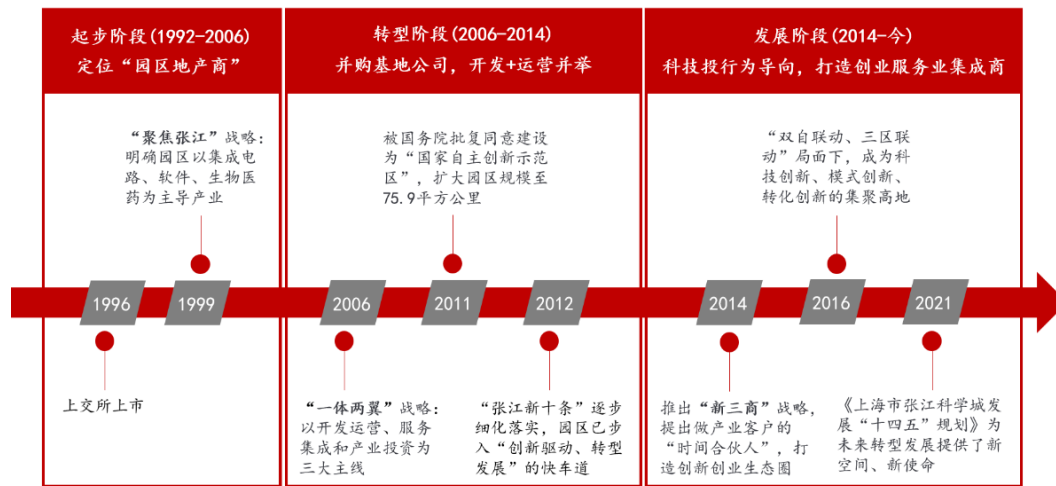 起步阶段(1992-2006)
定位“园区地产商”
转型阶段(2006-2014)
并购基地公司，开发+运营并举
发展阶段(2014-今)
科技投行为导向，打造创业服务业集成商
“聚焦张江”战略：
明确园区以集成电
路、软件、生物医
药为主导产业
被国务院批复同意建设
为“国家自主创新示范
区”，扩大园区规模至
75.9平方公里
“双自联动、三区联
动”局面下，成为科
技创新、模式创新、
转化创新的集聚高地
1996
1999
2006
2011
2012
2014
2016
2021
上交所上市
“一体两翼”战略：
以开发运营、服务
集成和产业投资为
三大主线
“张江新十条”逐步
细化落实，园区已步
入“创新驱动、转型
发展”的快车道
推出“新三商”战略，
提出做产业客户的
“时间合伙人”，打
造创新创业生态圈
《上海市张江科学城发
展“十四五”规划》为
未来转型发展提供了新
空间、新使命